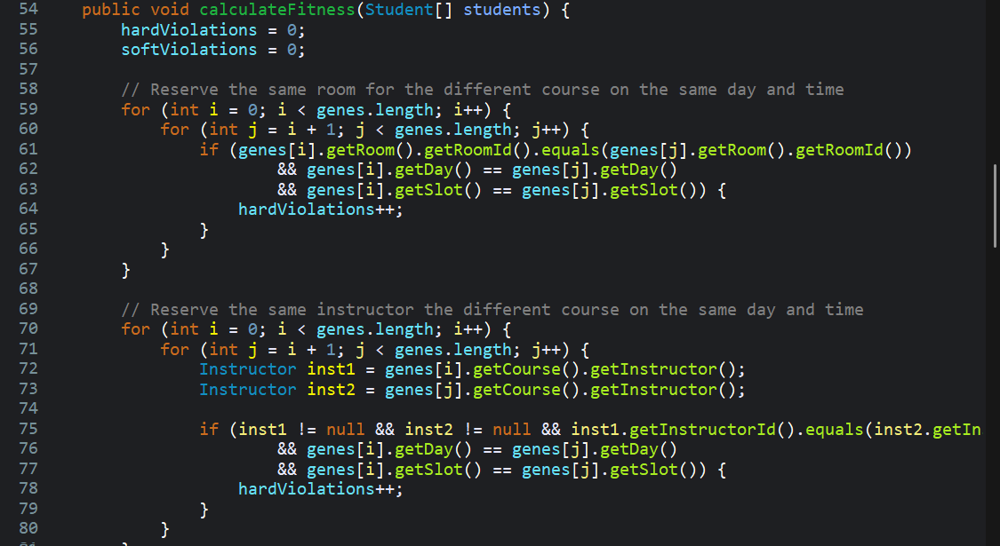 54 public void calculateFitness(Student[] students) {
55 hardViolations = 0;
56 softViolations = 0;
57
58 // Reserve the same room for the different course on the same day and time
59 for (int i = 0; i < genes.length; i++) {
60 for (int j = i + 1; j < genes.length; j++) {
61 if (genes[i].getRoom().getRoomId().equals(genes[j].getRoom().getRoomId())
62 && genes[i].getDay() == genes[j].getDay()
63 && genes[i].getSlot() == genes[j].getSlot()) {
64 hardViolations++;
65 }
66 }
67 }
68
69 // Reserve the same instructor the different course on the same day and time
70 for (int i = 0; i < genes.length; i++) {
71 for (int j = i + 1; j < genes.length; j++) {
72 Instructor inst1 = genes[i].getCourse().getInstructor();
73 Instructor inst2 = genes[j].getCourse().getInstructor();
74
75 if (inst1 != null && inst2 != null && inst1.getInstructorId().equals(inst2.getIn
76 && genes[i].getDay() == genes[j].getDay()
77 && genes[i].getSlot() == genes[j].getSlot()) {
78 hardViolations++;
79 }
80 }